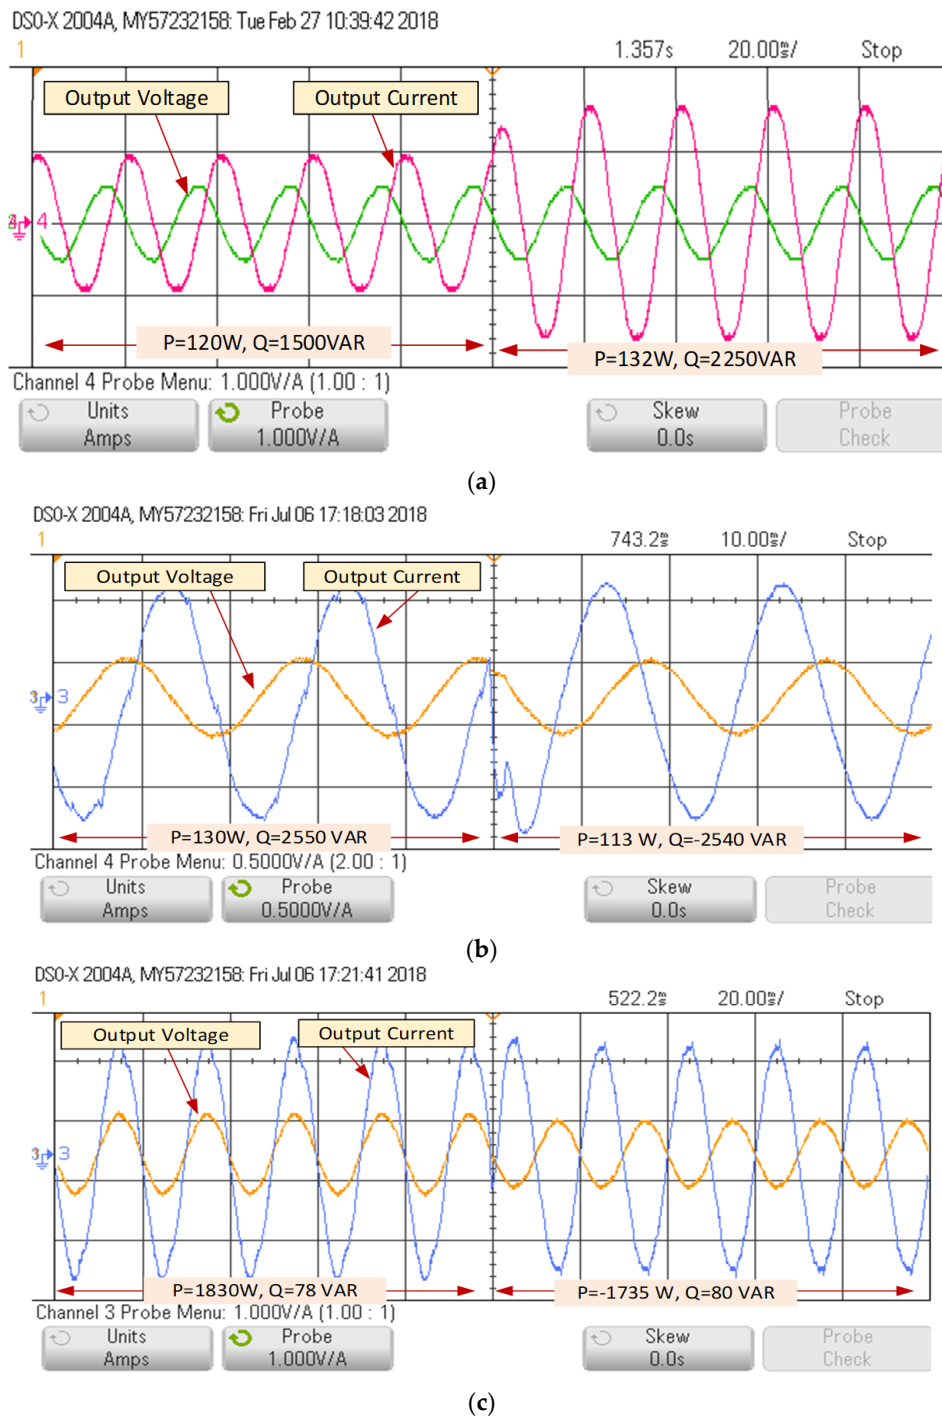 DSO-X 2004A, MY57232158: Tue Feb 27 10:39:42 2018
1 1.357s 20.00ms/ Stop
Output Voltage Output Current
4 4
P=120W, Q=1500VAR P=132W, Q=2250VAR
Channel 4 Probe Menu: 1.000V/A (1.00 : 1)
Units Probe Skew Probe
Amps 1.000V/A 0.0s Check
(a)
DSO-X 2004A, MY57232158: Fri Jul 06 17:18:03 2018
1 743.2ms 10.00ms/ Stop
Output Voltage Output Current
3 3
P=130W, Q=2550 VAR P=113 W, Q=-2540 VAR
Channel 4 Probe Menu: 0.5000V/A (2.00 : 1)
Units Probe Skew Probe
Amps 0.5000V/A 0.0s Check
(b)
DSO-X 2004A, MY57232158: Fri Jul 06 17:21:41 2018
1 522.2ms 20.00ms/ Stop
Output Voltage Output Current
3 3
P=1830W, Q=78 VAR P=-1735 W, Q=80 VAR
Channel 3 Probe Menu: 1.000V/A (1.00 : 1)
Units Probe Skew Probe
Amps 1.000V/A 0.0s Check
(c)